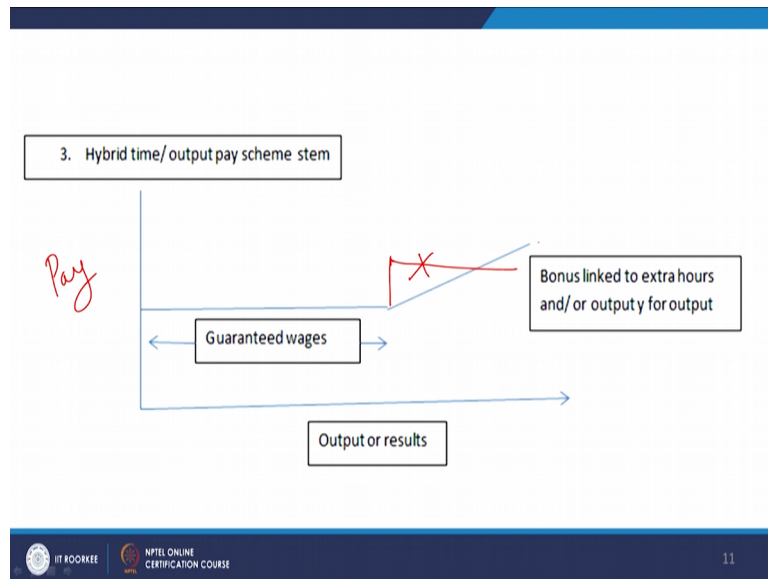 3. Hybrid time/ output pay scheme stem
Pay
Bonus linked to extra hours
and/ or output y for output
Guaranteed wages
Output or results
IIT ROORKEE
NPTEL ONLINE
CERTIFICATION COURSE
11